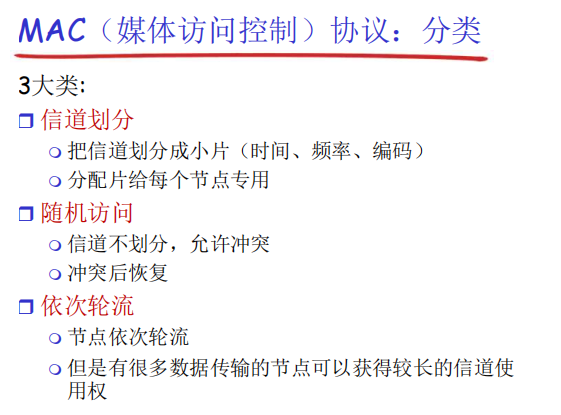 MAC（媒体访问控制）协议：分类
3大类:
信道划分
把信道划分成小片（时间、频率、编码）
分配片给每个节点专用
随机访问
信道不划分，允许冲突
冲突后恢复
依次轮流
节点依次轮流
但是有很多数据传输的节点可以获得较长的信道使
用权